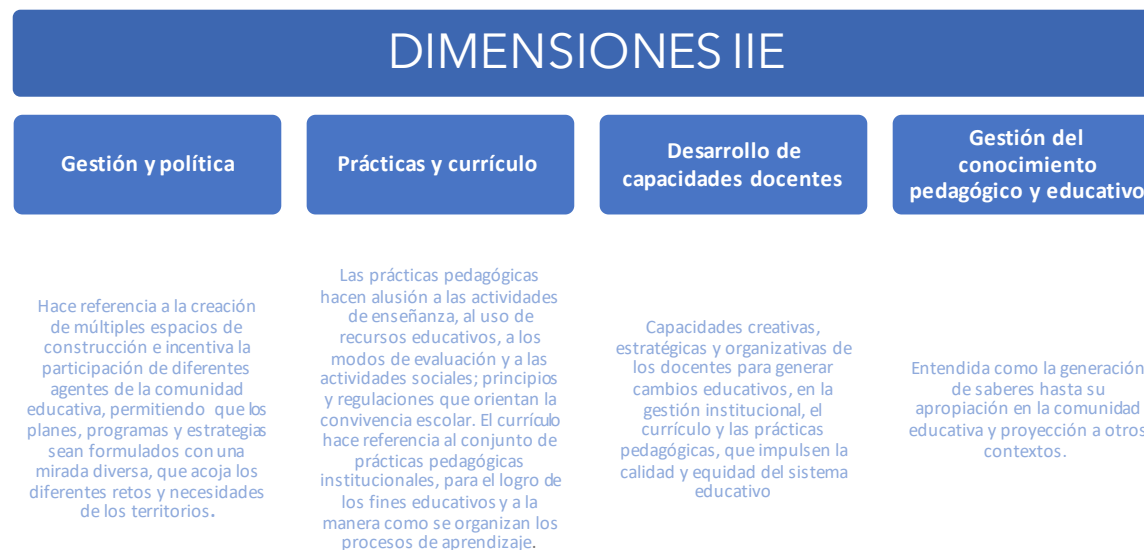 DIMENSIONES IIE
Gestión y política
Hace referencia a la creación
de múltiples espacios de
construcción e incentiva la
participación de diferentes
agentes de la comunidad
educativa, permitiendo que los
planes, programas y estrategias
sean formulados con una
mirada diversa, que acoja los
diferentes retos y necesidades
de los territorios.
Prácticas y currículo
Las prácticas pedagógicas
hacen alusión a las actividades
de enseñanza, al uso de
recursos educativos, a los
modos de evaluación y a las
actividades sociales; principios
y regulaciones que orientan la
convivencia escolar. El currículo
hace referencia al conjunto de
prácticas pedagógicas
institucionales, para el logro de
los fines educativos y a la
manera como se organizan los
procesos de aprendizaje.
Desarrollo de
capacidades docentes
Capacidades creativas,
estratégicas y organizativas de
los docentes para generar
cambios educativos, en la
gestión institucional, el
currículo y las prácticas
pedagógicas, que impulsen la
calidad y equidad del sistema
educativo
Gestión del
conocimiento
pedagógico y educativo
Entendida como la generación
de saberes hasta su
apropiación en la comunidad
educativa y proyección a otros
contextos.